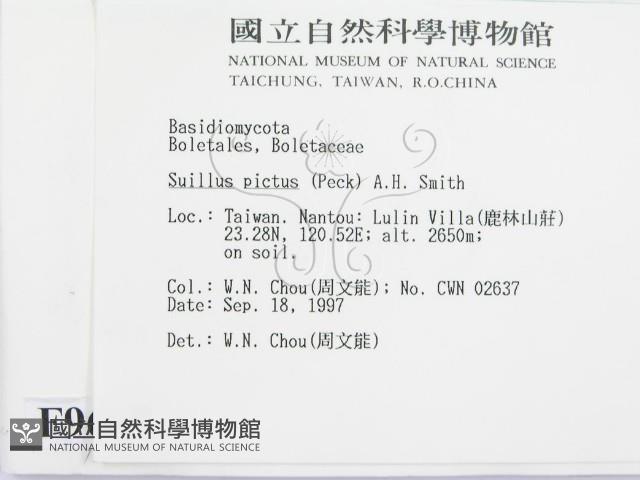 國立自然科學博物館
NATIONAL MUSEUM OF NATURAL SCIENCE
TAICHUNG, TAIWAN, R.O.CHINA
Basidiomycota
Boletales, Boletaceae
Suillus pictus (Peck) A.H. Smith
Loc.: Taiwan. Nantou: Lulin Villa(鹿林山莊)
23.28N, 120.52E; alt. 2650m;
on soil.
Col.: W.N. Chou(周文能); No. CWN 02637
Date: Sep. 18, 1997
Det.: W.N. Chou(周文能)
國立自然科學博物館
NATIONAL MUSEUM OF NATURAL SCIENCE